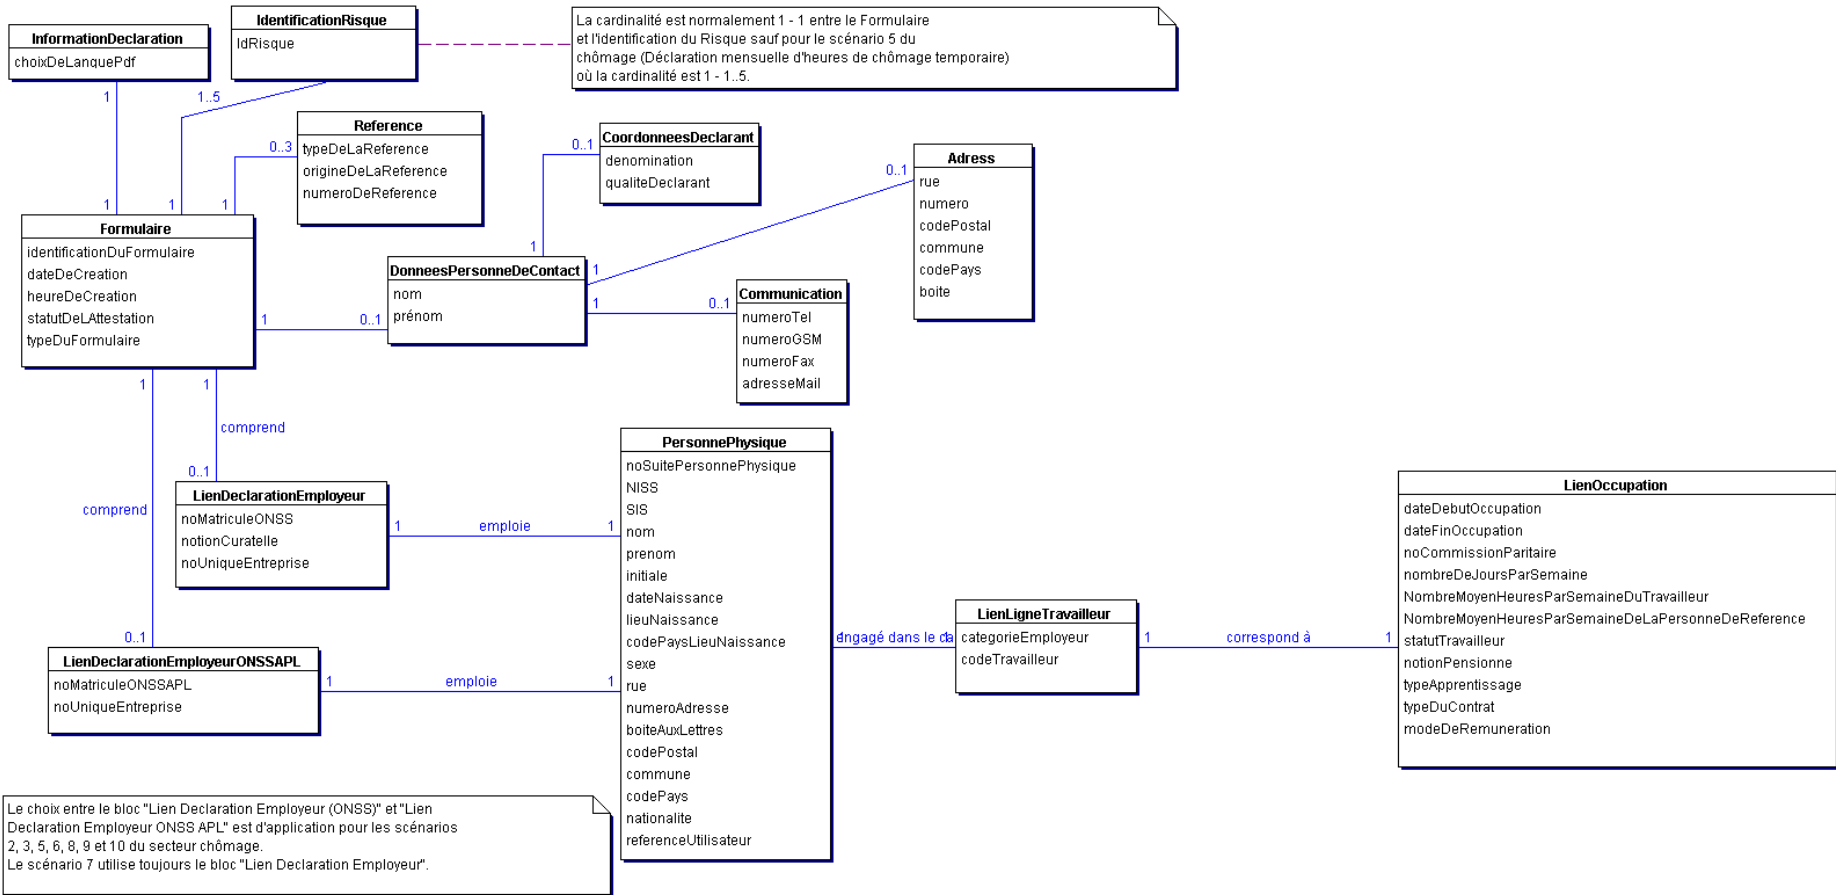 InformationDeclaration
choixDeLanguePdf
IdentificationRisque
IdRisque
La cardinalité est normalement 1 - 1 entre le Formulaire
et l'identification du Risque sauf pour le scénario 5 du
chômage (Déclaration mensuelle d'heures de chômage temporaire)
où la cardinalité est 1 - 1..5.
1
1..5
Reference
typeDeLaReference
origineDeLaReference
numeroDeReference
0..3
CoordonneesDeclarant
denomination
qualiteDeclarant
0..1
Adress
rue
numero
codePostal
commune
codePays
boite
0..1
1
1
1
Formulaire
identificationDuFormulaire
dateDeCreation
heureDeCreation
statutDeLAttestation
typeDuFormulaire
1
0..1
1
DonneesPersonneDeContact
nom
prénom
1
1
0..1
Communication
numeroTel
numeroGSM
numeroFax
adresseMail
1
1
comprend
0..1
comprend
0..1
LienDeclarationEmployeur
noMatriculeONSS
notionCuratelle
noUniqueEntreprise
1
emploie
1
LienDeclarationEmployeurONSSAPL
noMatriculeONSSAPL
noUniqueEntreprise
1
emploie
1
PersonnePhysique
noSuitePersonnePhysique
NISS
SIS
nom
prenom
initiale
dateNaissance
lieuNaissance
codePaysLieuNaissance
sexe
rue
numeroAdresse
boiteAuxLettres
codePostal
commune
codePays
nationalite
referenceUtilisateur
engagé dans le
LienLigneTravailleur
categorieEmployeur
codeTravailleur
1
correspond à
1
LienOccupation
dateDebutOccupation
dateFinOccupation
noCommissionParitaire
nombreDeJoursParSemaine
NombreMoyenHeuresParSemaineDuTravailleur
NombreMoyenHeuresParSemaineDeLaPersonneDeReference
statutTravailleur
notionPensionne
typeApprentissage
typeDuContrat
modeDeRemuneration
Le choix entre le bloc "Lien Declaration Employeur (ONSS)" et "Lien
Declaration Employeur ONSS APL" est d'application pour les scénarios
2, 3, 5, 6, 8, 9 et 10 du secteur chômage.
Le scénario 7 utilise toujours le bloc "Lien Declaration Employeur".